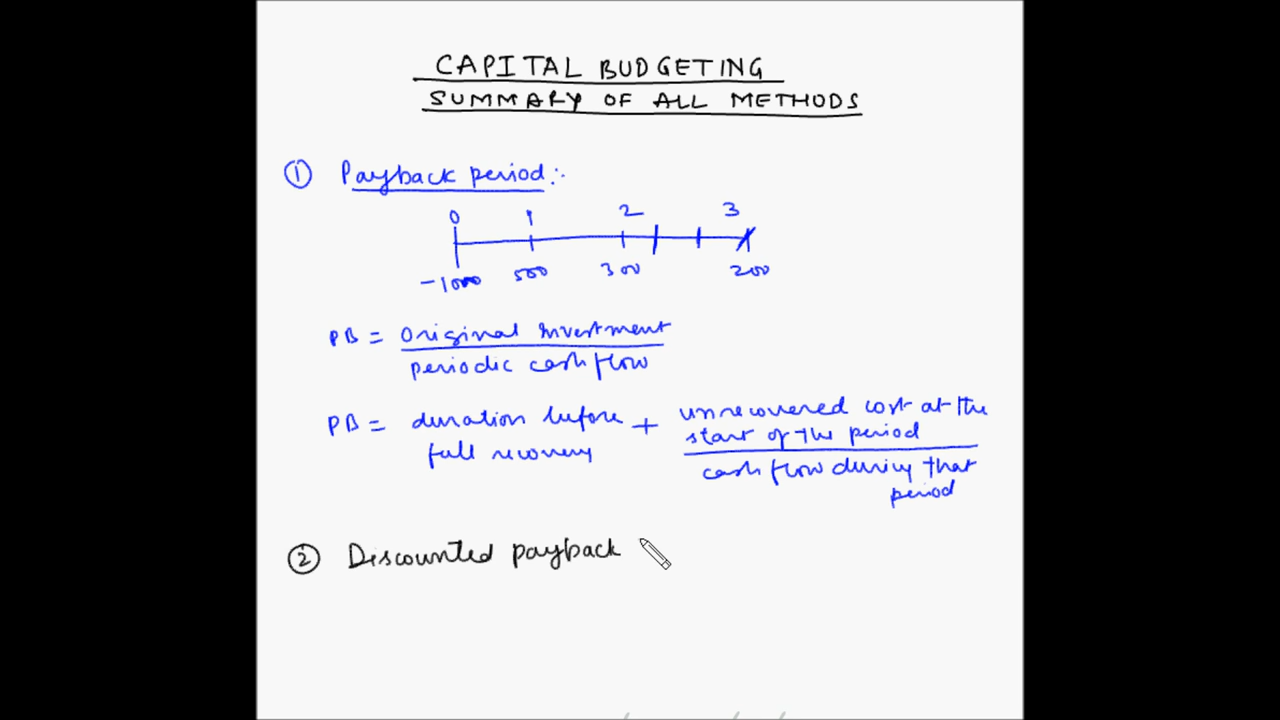 CAPITAL BUDGETING
SUMMARY OF ALL METHODS
① Payback period:
0 1 2 3
-1000 500 300 200
PB = Original Investment
periodic cash flow
PB = duration before + unrecovered cost at the
full recovery start of the period
cash flow during that
period
② Discounted payback